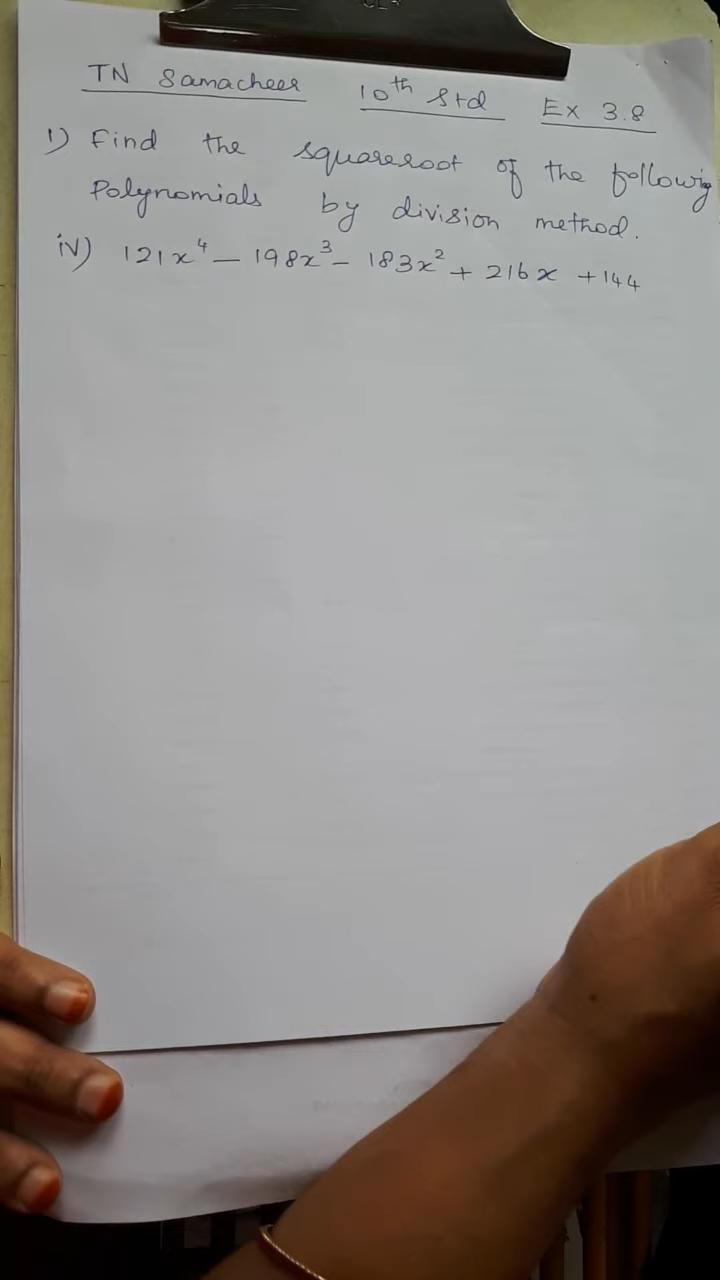 TN Samacheer 10th Std Ex 3.8
1) Find the squareroot of the followig
Polynomials by division method.
iv) 121x⁴ – 198x³ – 183x² + 216x + 144